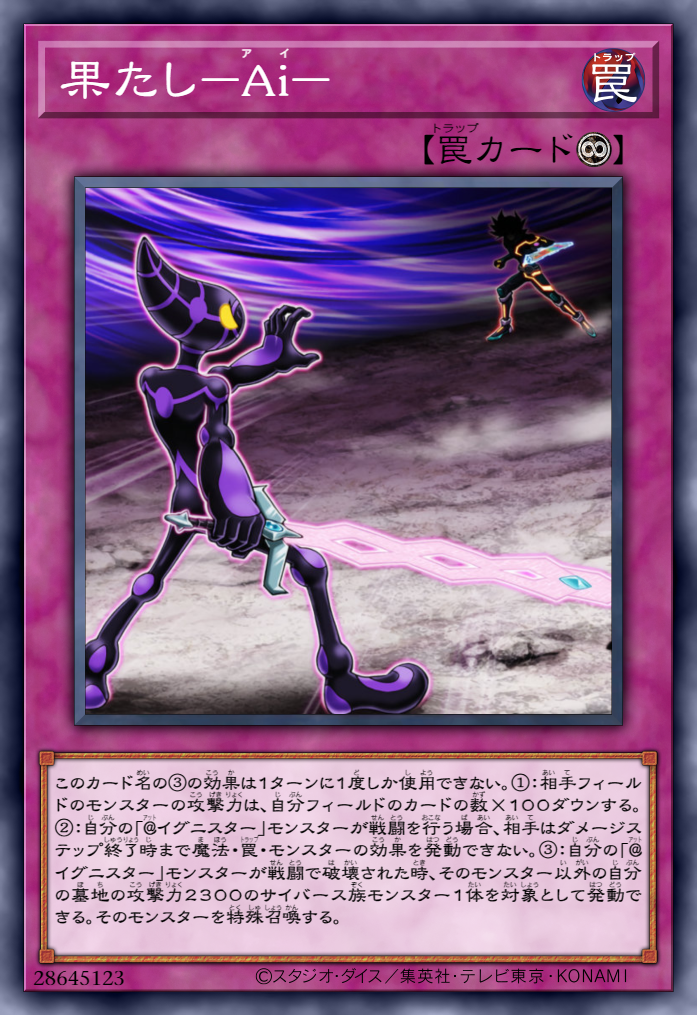 果たし－Ai－
【罠カード】
このカード名の③の効果は1ターンに1度しか使用できない。①：相手フィール
ドのモンスターの攻撃力は、自分フィールドのカードの数×100ダウンする。
②：自分の「@イグニスター」モンスターが戦闘を行う場合、相手はダメージス
テップ終了時まで魔法・罠・モンスターの効果を発動できない。③：自分の「@
イグニスター」モンスターが戦闘で破壊された時、そのモンスター以外の自分
の墓地の攻撃力2300のサイバース族モンスター1体を対象として発動で
きる。そのモンスターを特殊召喚する。
28645123 ©スタジオ・ダイス／集英社・テレビ東京・KONAMI
罠